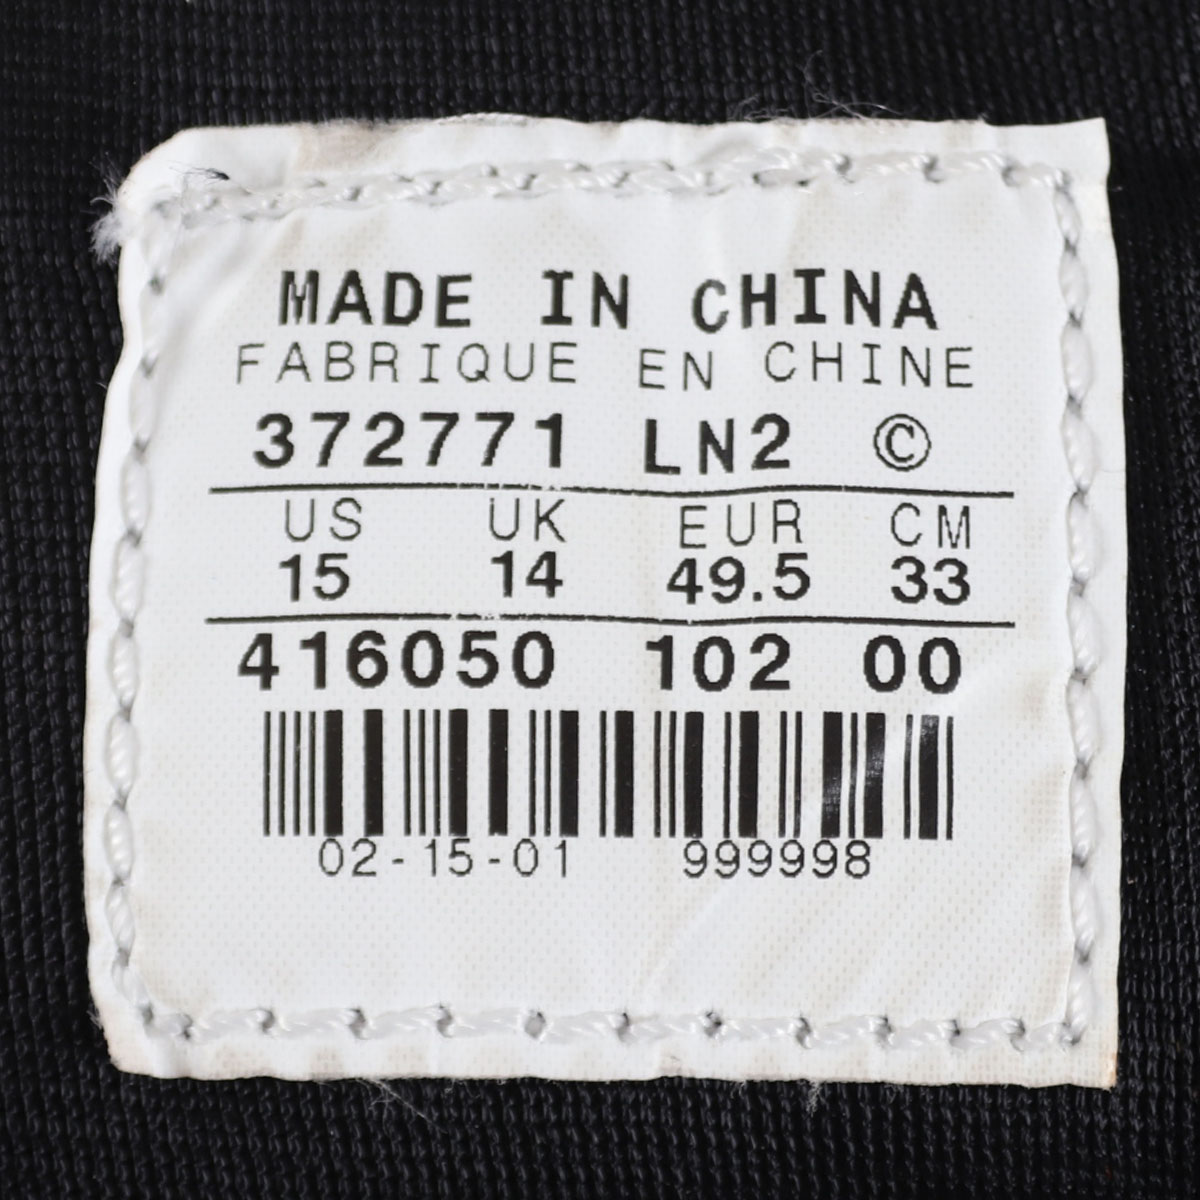 MADE IN CHINA
FABRIQUE EN CHINE
372771 LN2 ©
US UK EUR CM
15 14 49.5 33
416050 102 00
02-15-01 999998